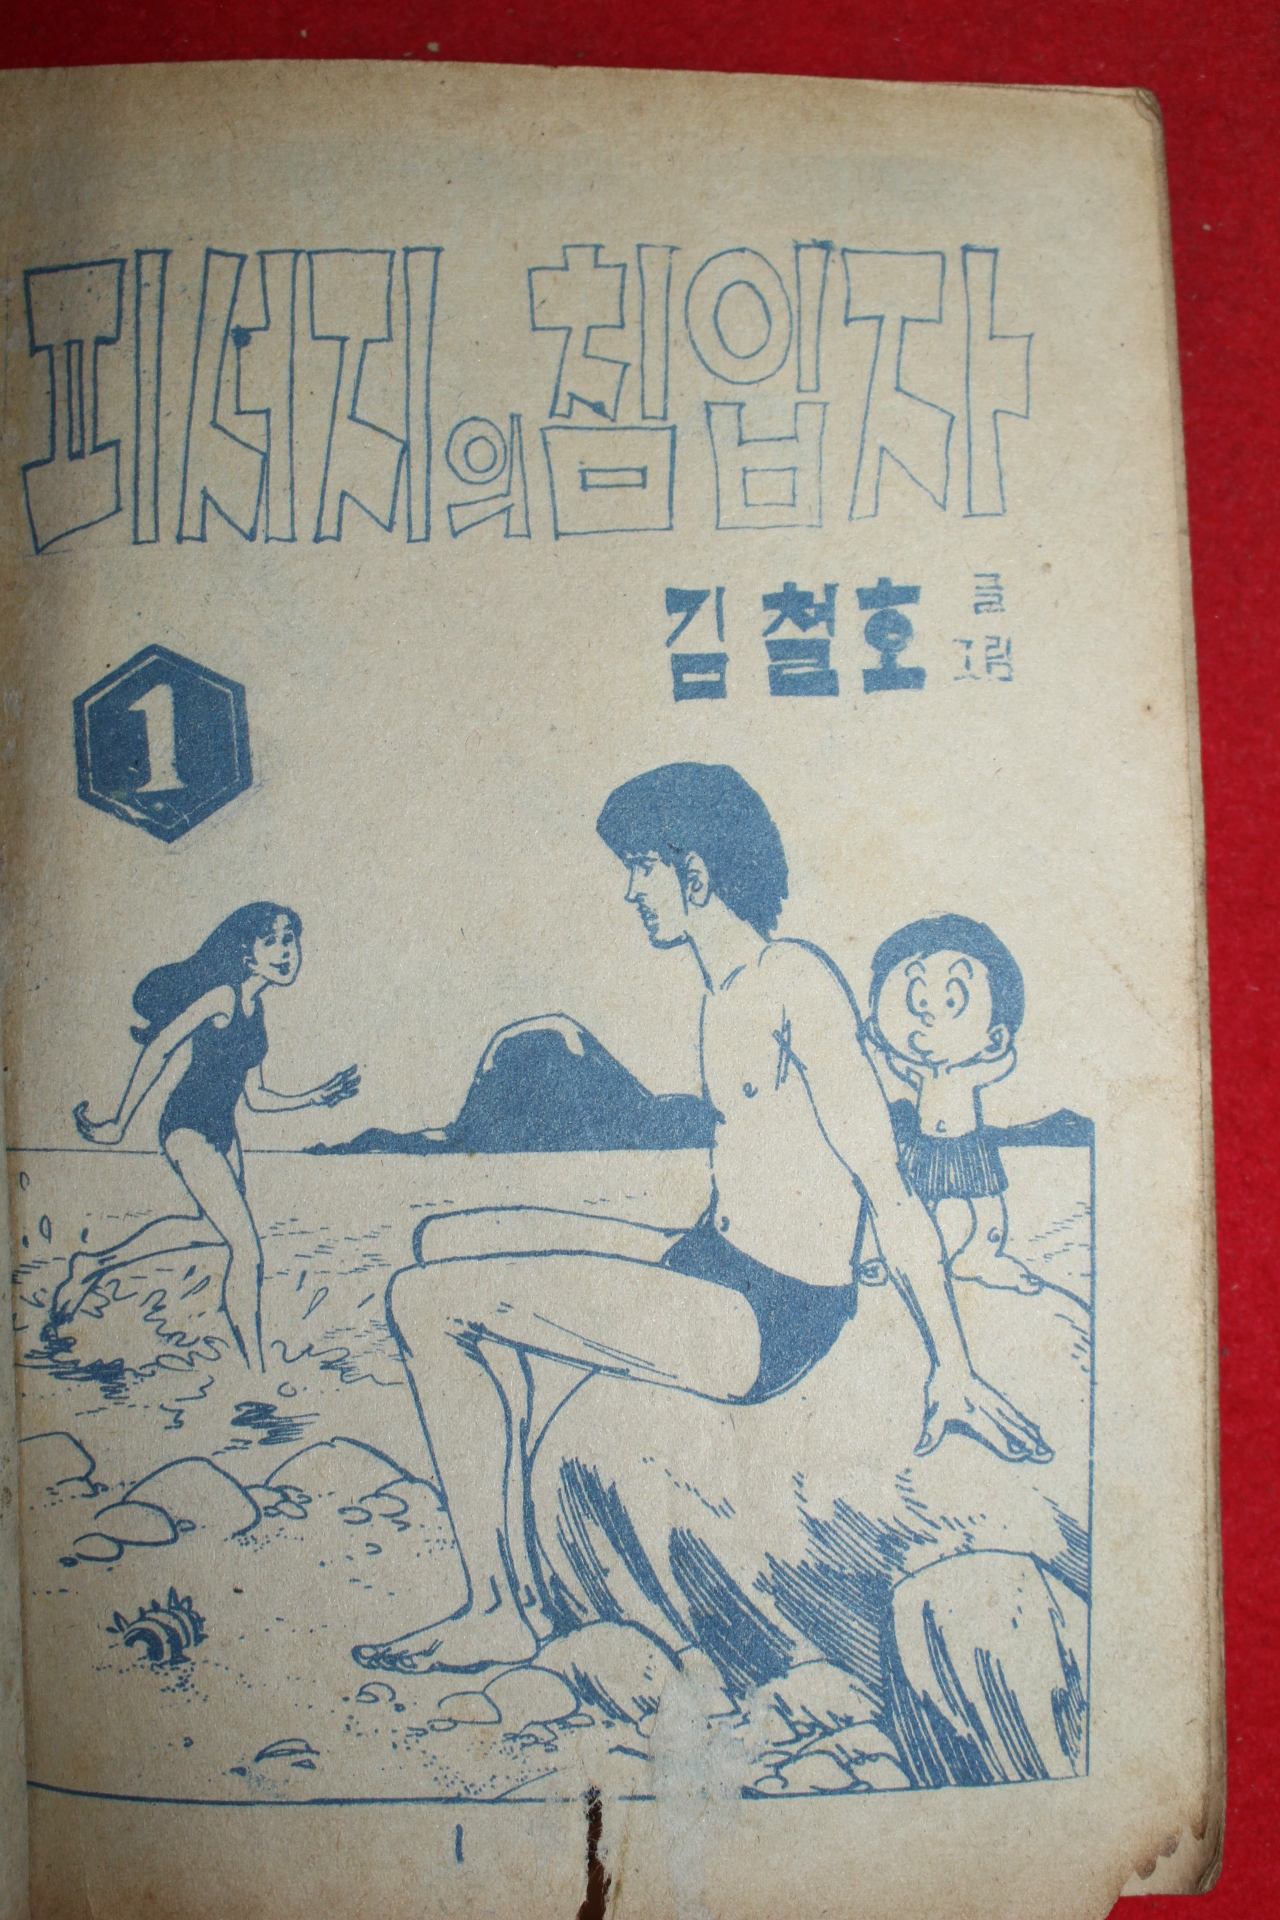 피서지의 침입자
김철호 글 그림
1
1